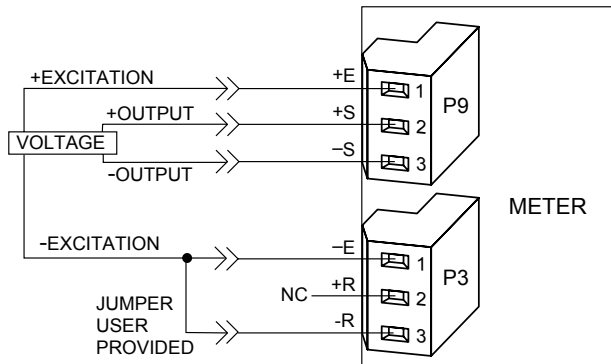 +EXCITATION
+E
1
+OUTPUT
+S
2
P9
VOLTAGE
–S
3
-OUTPUT
METER
-EXCITATION
–E
1
NC
+R
2
P3
JUMPER
USER
PROVIDED
-R
3